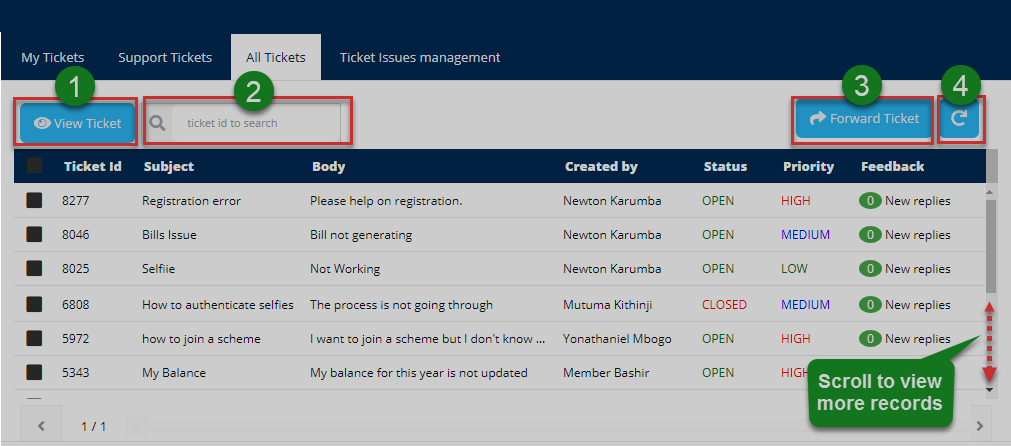 My Tickets Support Tickets All Tickets Ticket Issues management
1 2 3 4
View Ticket ticket id to search Forward Ticket
Ticket Id Subject Body Created by Status Priority Feedback
8277 Registration error Please help on registration. Newton Karumba OPEN HIGH 0 New replies
8046 Bills Issue Bill not generating Newton Karumba OPEN MEDIUM 0 New replies
8025 Selfiie Not Working Newton Karumba OPEN LOW 0 New replies
6808 How to authenticate selfies The process is not going through Mutuma Kithinji CLOSED MEDIUM 0 New replies
5972 how to join a scheme I want to join a scheme but I don't know ... Yonathaniel Mbogo OPEN HIGH 0 New replies
5343 My Balance My balance for this year is not updated Member Bashir OPEN HIGH
Scroll to view
more records
1 / 1